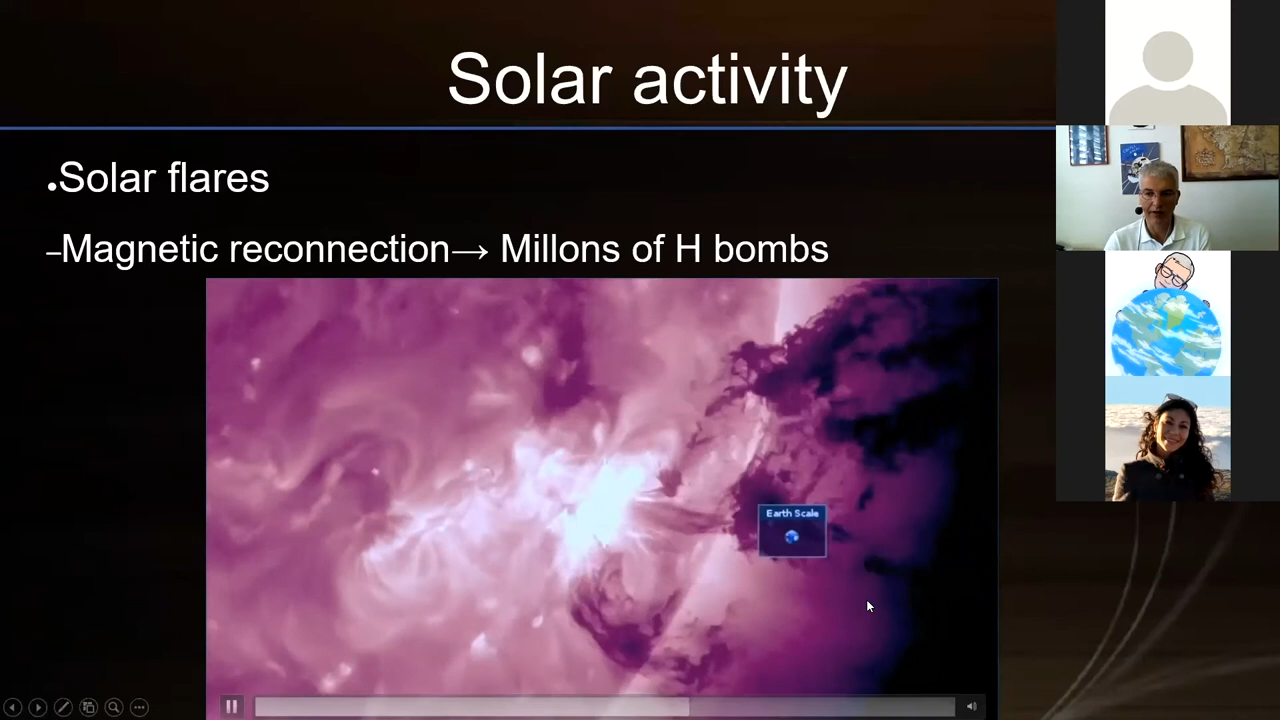 Solar activity
•Solar flares
–Magnetic reconnection→ Millons of H bombs
Earth Scale